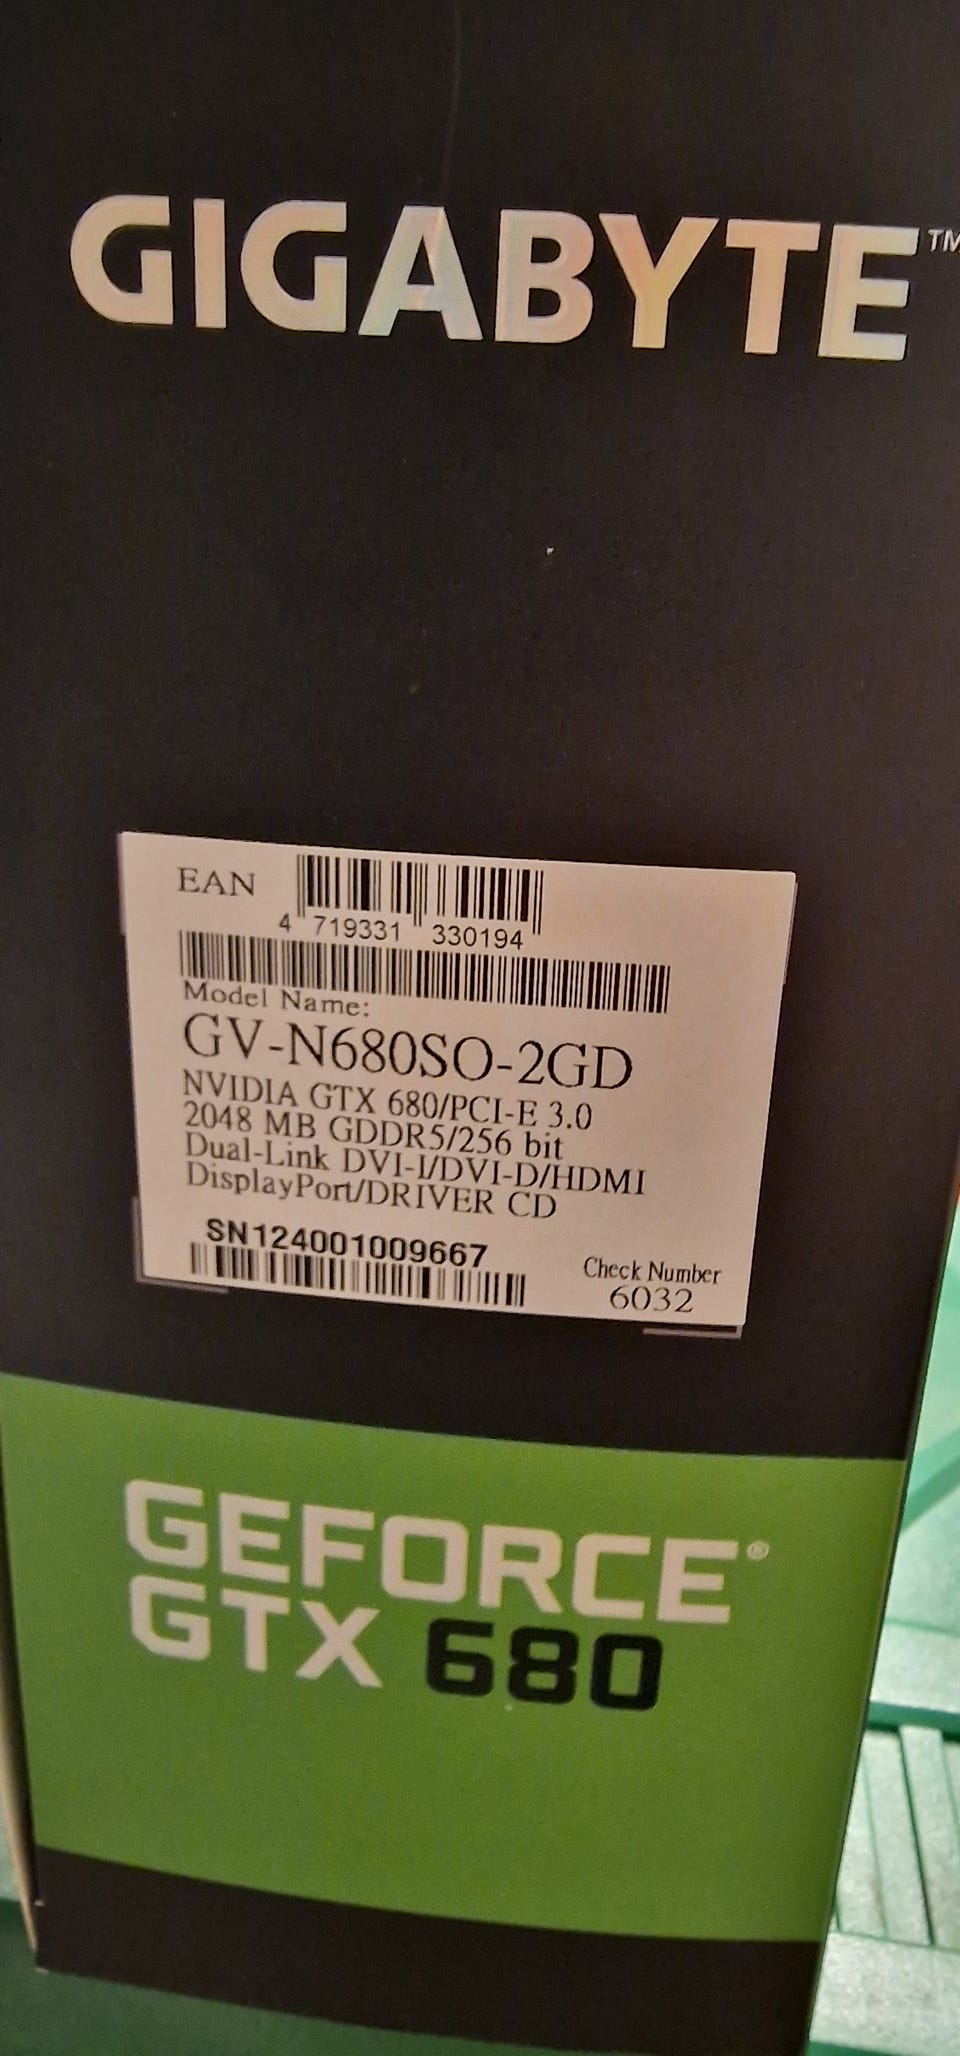 GIGABYTE™
EAN
4 719331 330194
Model Name:
GV-N680SO-2GD
NVIDIA GTX 680/PCI-E 3.0
2048 MB GDDR5/256 bit
Dual-Link DVI-I/DVI-D/HDMI
DisplayPort/DRIVER CD
SN124001009667
Check Number
6032
GEFORCE®
GTX 680